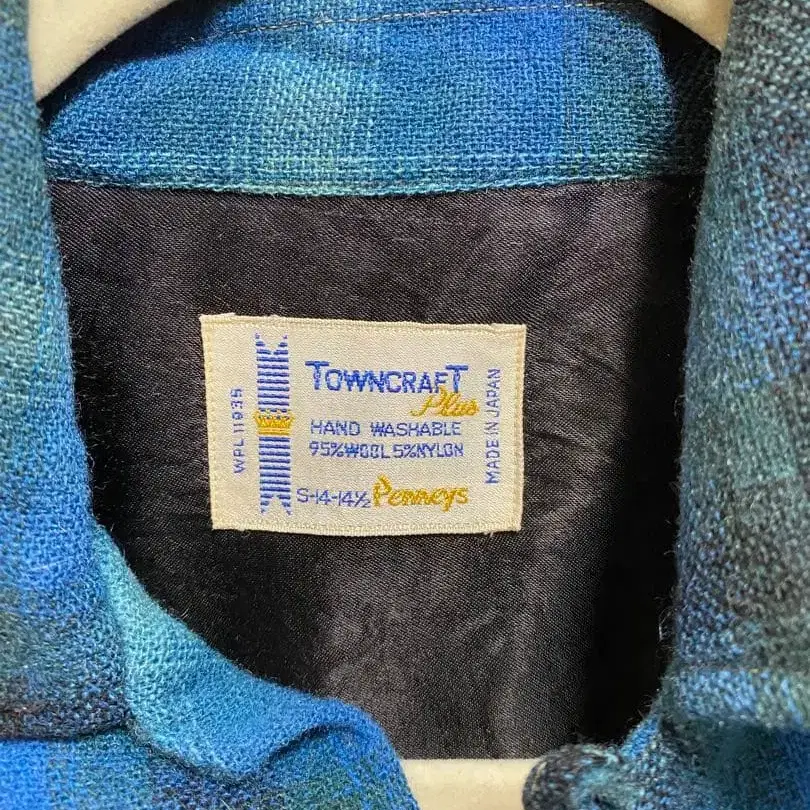 WPL 11935
TOWNCRAFT
Plus
HAND WASHABLE
95% WOOL 5% NYLON
S-14-14½ Penneys
MADE IN JAPAN